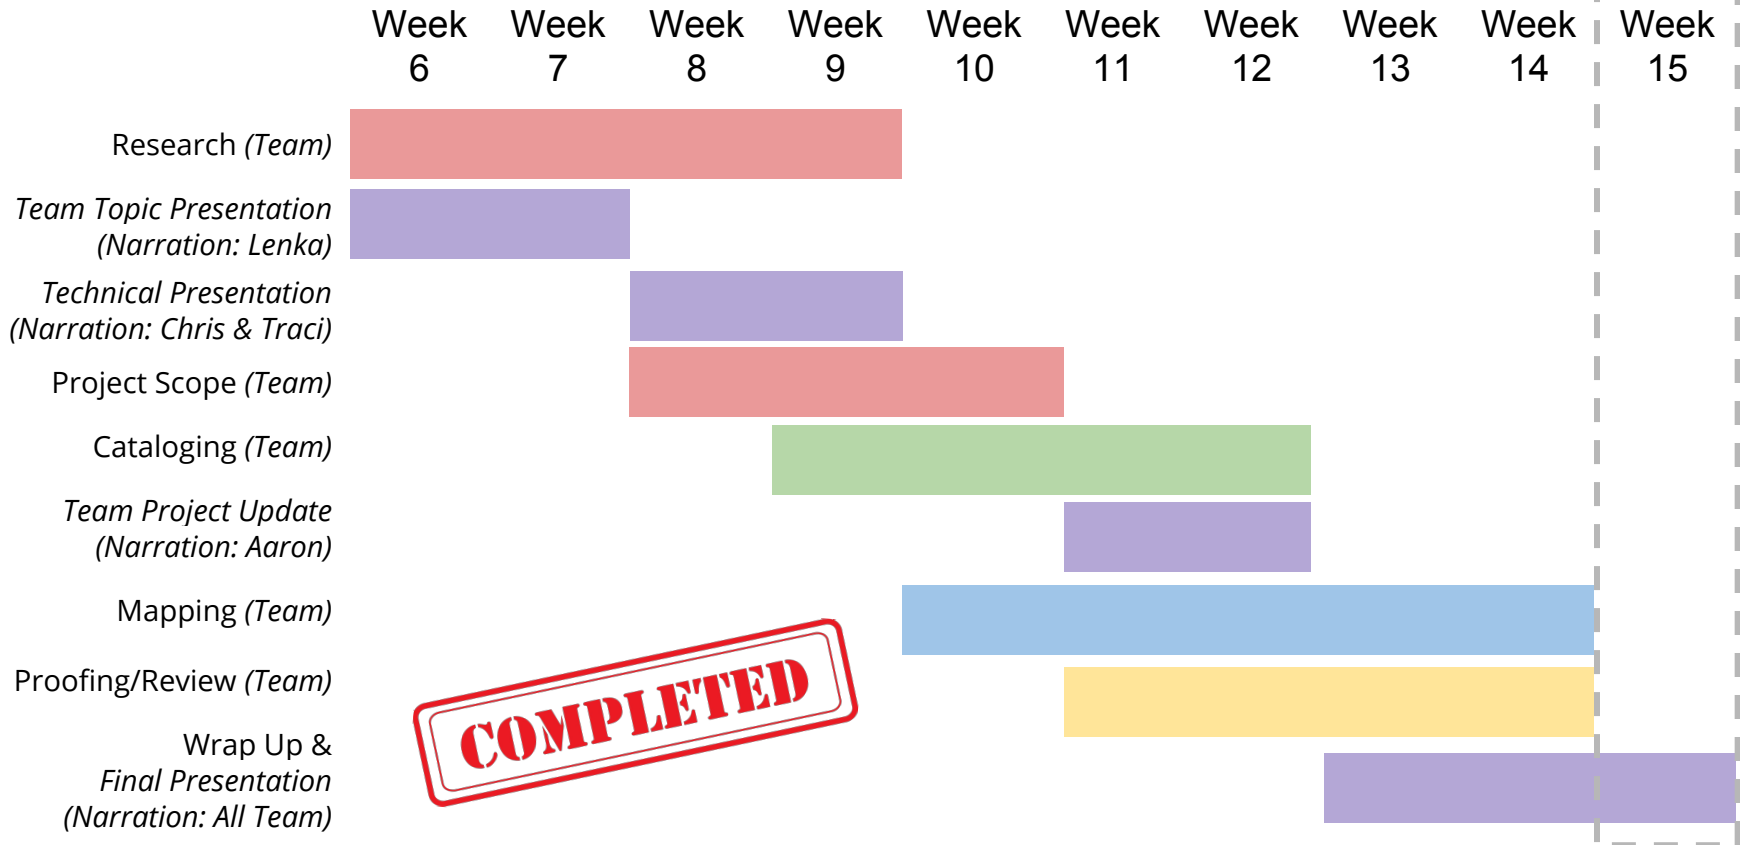 Week Week Week Week Week Week Week Week Week Week
6 7 8 9 10 11 12 13 14 15
Research (Team)
Team Topic Presentation
(Narration: Lenka)
Technical Presentation
(Narration: Chris & Traci)
Project Scope (Team)
Cataloging (Team)
Team Project Update
(Narration: Aaron)
Mapping (Team)
Proofing/Review (Team)
COMPLETED
Wrap Up &
Final Presentation
(Narration: All Team)